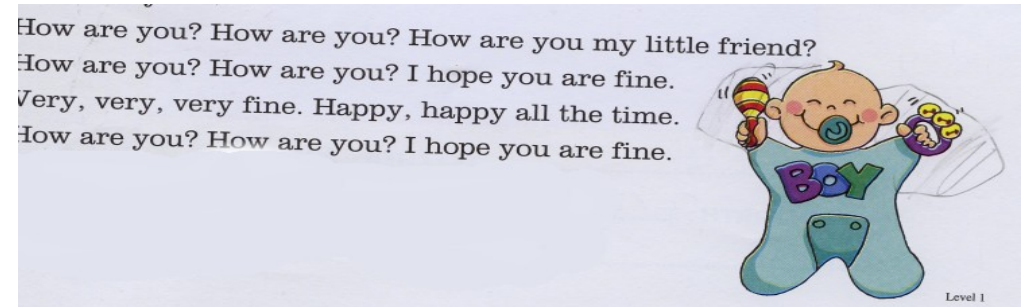 How are you? How are you? How are you my little friend?
How are you? How are you? I hope you are fine.
Very, very, very fine. Happy, happy all the time.
How are you? How are you? I hope you are fine.
BOY
Level 1